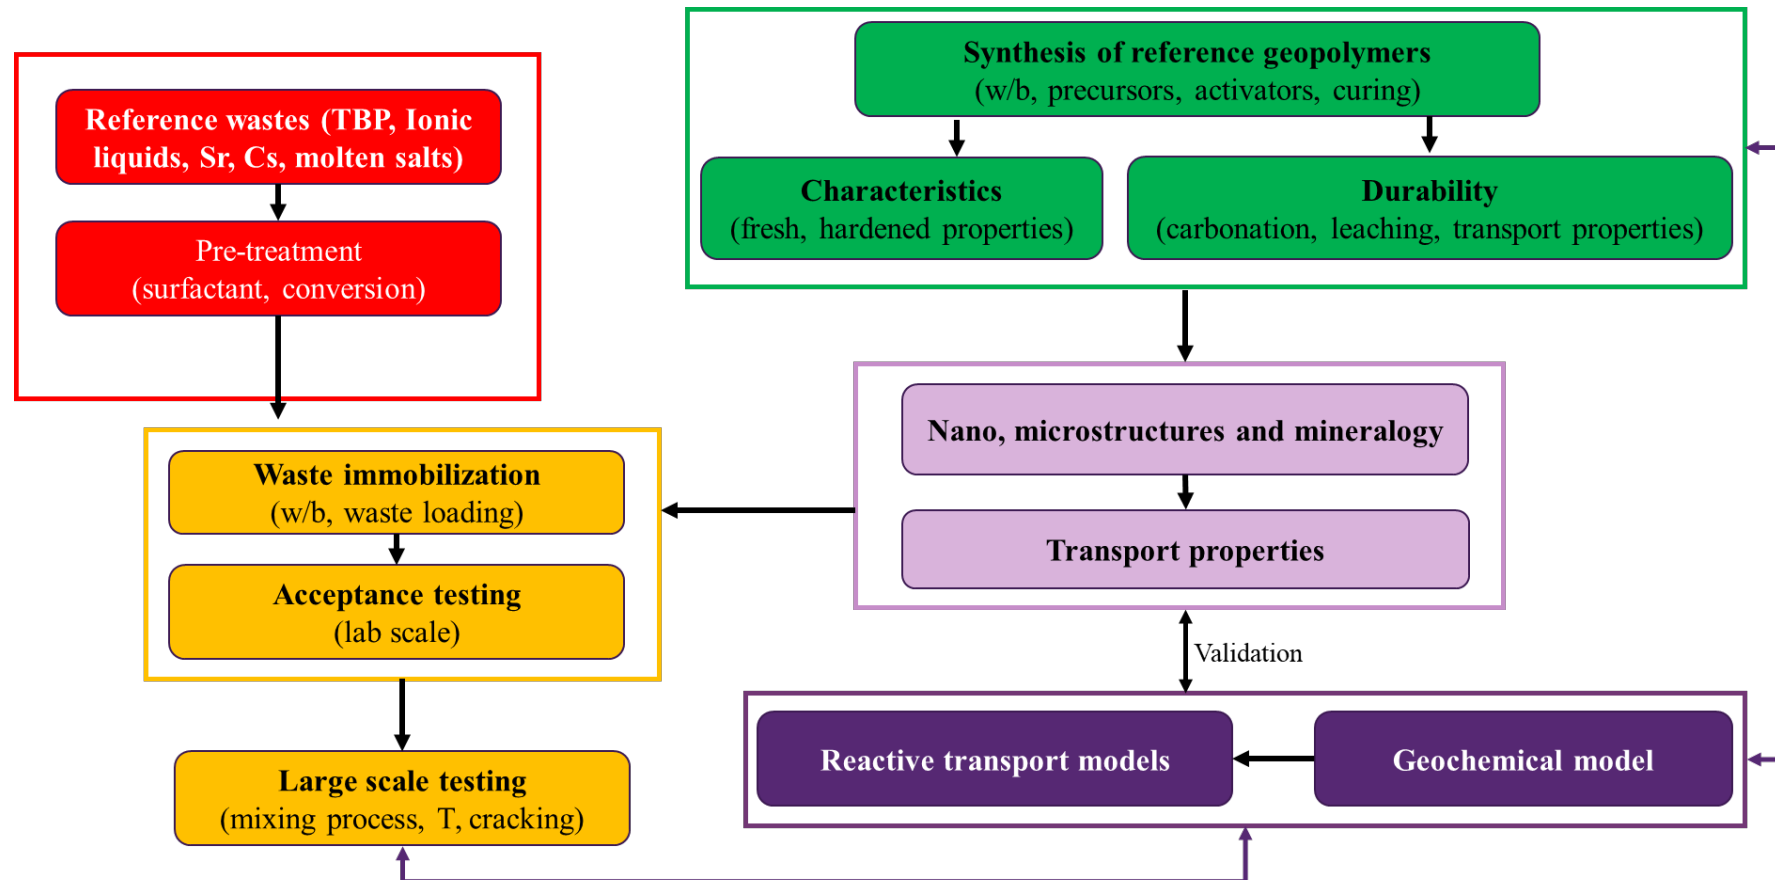 Reference wastes (TBP, Ionic
liquids, Sr, Cs, molten salts)
Pre-treatment
(surfactant, conversion)
Synthesis of reference geopolymers
(w/b, precursors, activators, curing)
Characteristics
(fresh, hardened properties)
Durability
(carbonation, leaching, transport properties)
Nano, microstructures and mineralogy
Transport properties
Waste immobilization
(w/b, waste loading)
Acceptance testing
(lab scale)
Validation
Large scale testing
(mixing process, T, cracking)
Reactive transport models
Geochemical model